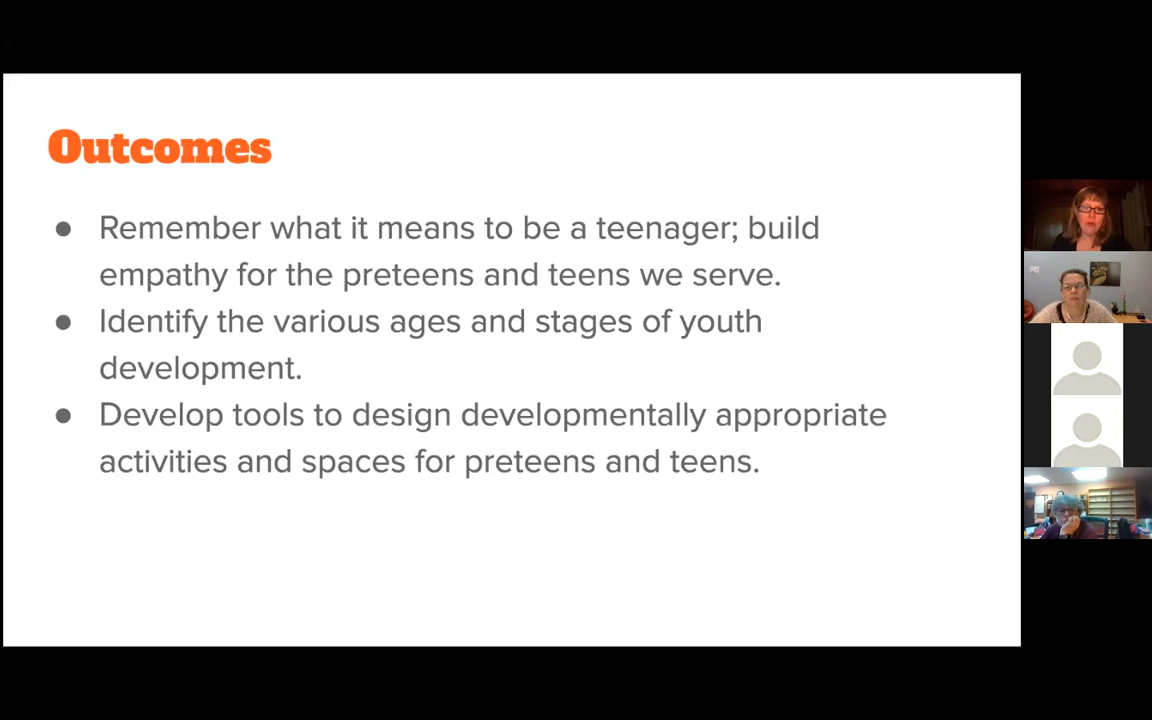 Outcomes
● Remember what it means to be a teenager; build
empathy for the preteens and teens we serve.
● Identify the various ages and stages of youth
development.
● Develop tools to design developmentally appropriate
activities and spaces for preteens and teens.